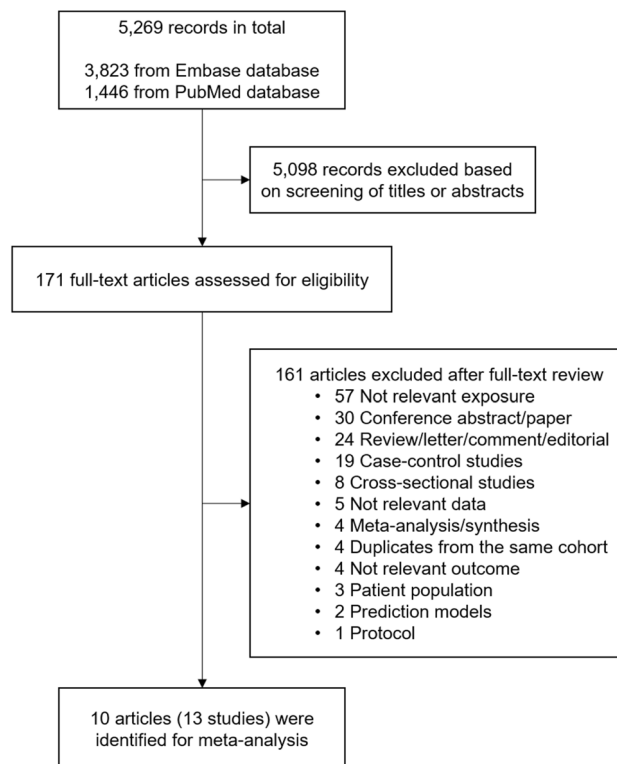 5,269 records in total
3,823 from Embase database
1,446 from PubMed database
5,098 records excluded based
on screening of titles or abstracts
171 full-text articles assessed for eligibility
161 articles excluded after full-text review
• 57 Not relevant exposure
• 30 Conference abstract/paper
• 24 Review/letter/comment/editorial
• 19 Case-control studies
• 8 Cross-sectional studies
• 5 Not relevant data
• 4 Meta-analysis/synthesis
• 4 Duplicates from the same cohort
• 4 Not relevant outcome
• 3 Patient population
• 2 Prediction models
• 1 Protocol
10 articles (13 studies) were
identified for meta-analysis